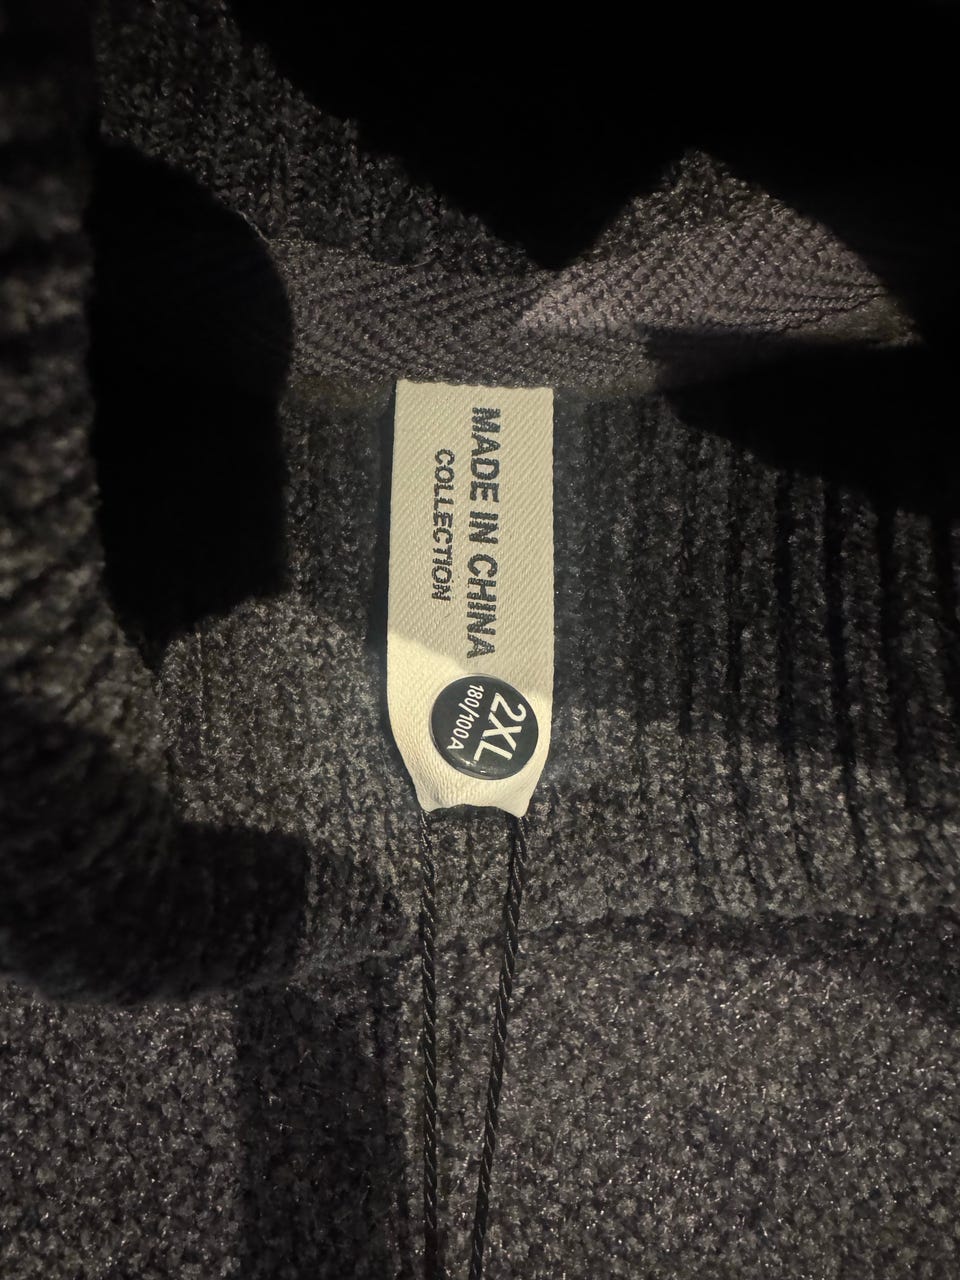 MADE IN CHINA
COLLECTION
2XL
180/100A